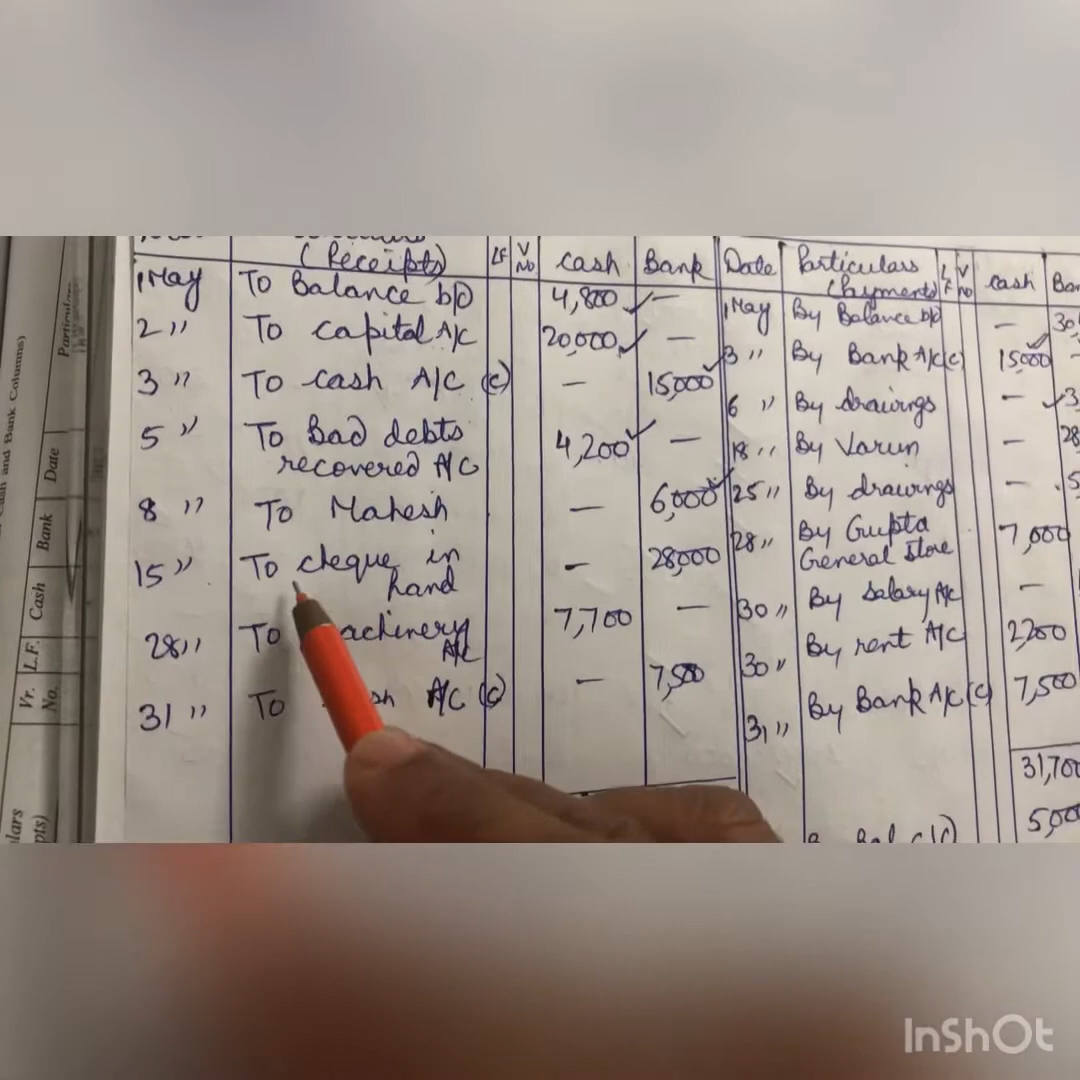 (Receipts) LF V No Cash Bank Date Particulars (Payments) L F V No Cash
1 May To Balance b/d 4,800 — 1 May By Balance b/d —
2 " To Capital A/C 20,000 —
3 " To Cash A/C (C) — 15,000 3 " By Bank A/C (C) 15000
5 " To Bad debts recovered A/C 4,200 — 6 " By drawings —
18 " By Varun —
8 " To Mahesh — 6,000 25 " By drawings —
15 " To cheque in hand — 28,000 28 " By Gupta General Store 7,000
28 " To achinery A/C 7,700 — 30 " By Salary A/C —
30 " By rent A/C 2200
31 " To A/C (C) — 7,500 31 " By Bank A/C (C) 7,500
31,700
5,000
and Bank Columns)
Vr. No. L.F. Cash Bank Date
InShOt